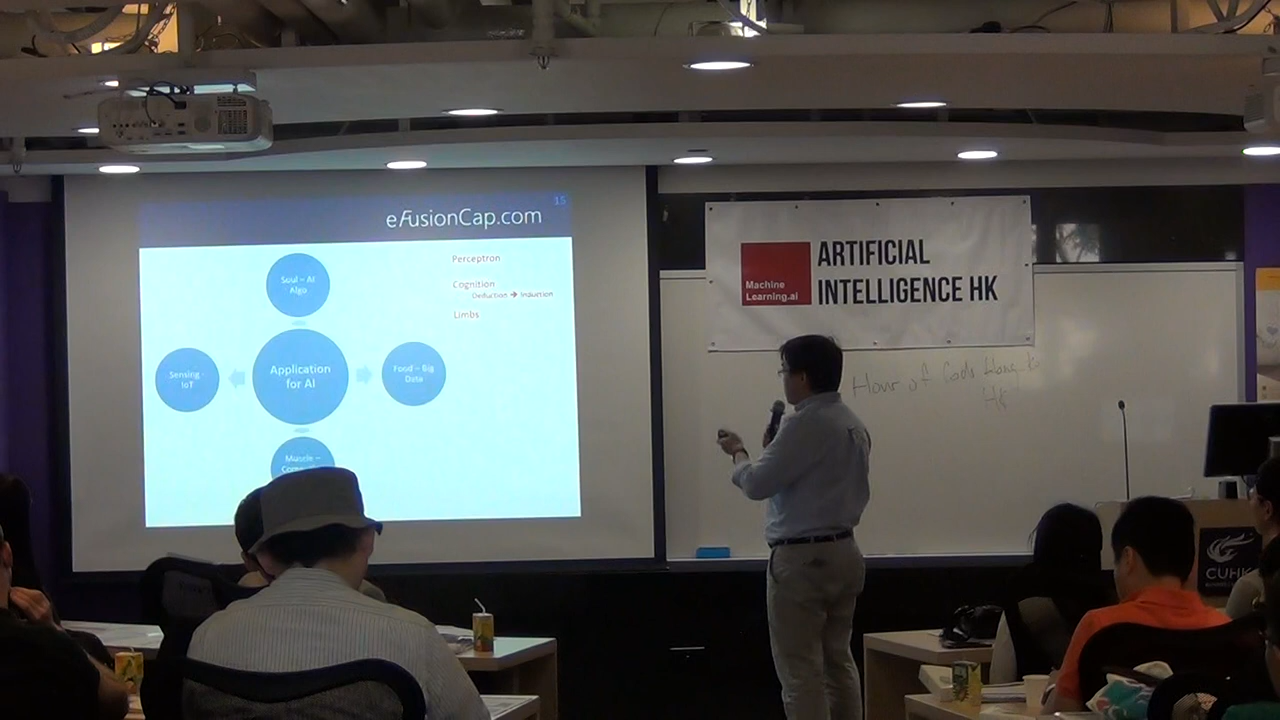 15
eFusionCap.com
Perceptron
Cognition
Deduction → Induction
Limbs
Soul – AI
Algo
Sensing -
IoT
Application
for AI
Food – Big
Data
Muscle –
Machine
Learning.ai
ARTIFICIAL
INTELLIGENCE HK
Hour of Code Hong K
HK
CUHK